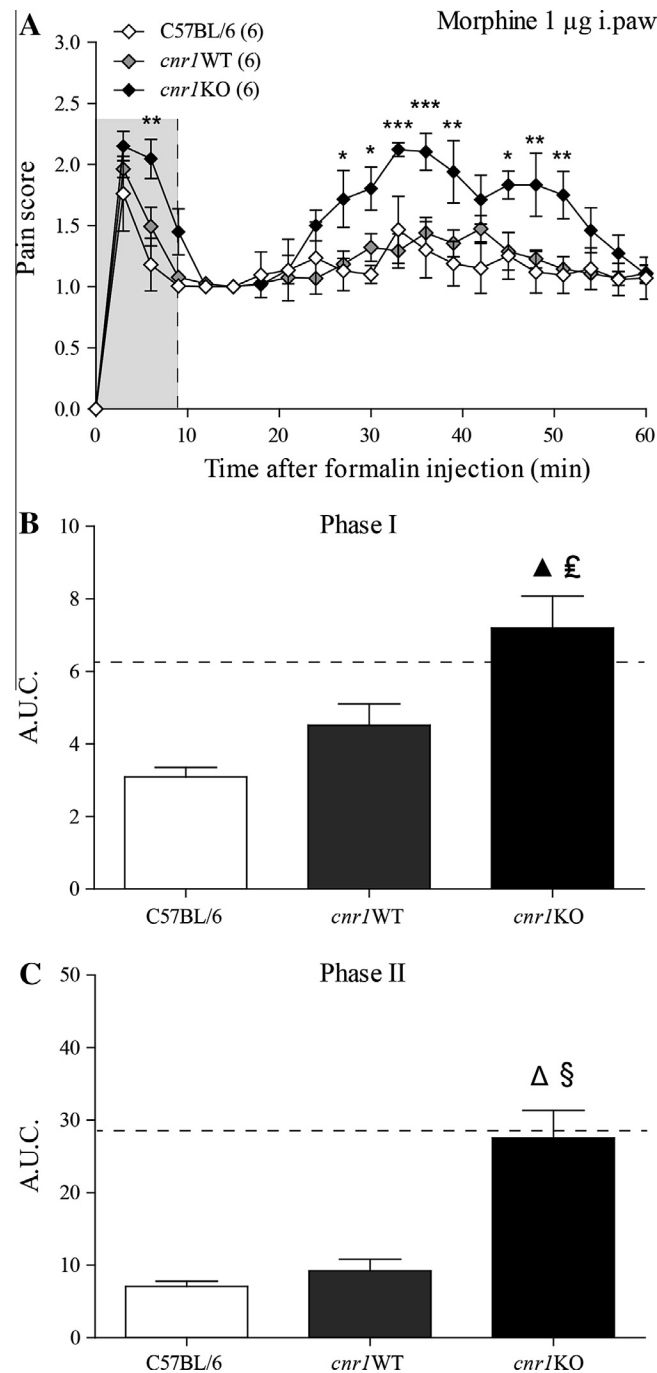 A
C57BL/6 (6)
cnr1WT (6)
cnr1KO (6)
Morphine 1 µg i.paw
3.0
2.5
2.0
1.5
1.0
0.5
0.0
Pain score
**
*
*
***
***
**
*
**
**
0
10
20
30
40
50
60
Time after formalin injection (min)
B
Phase I
10
8
6
4
2
0
A.U.C.
▲ ₤
C57BL/6
cnr1WT
cnr1KO
C
Phase II
50
40
30
20
10
0
A.U.C.
Δ §
C57BL/6
cnr1WT
cnr1KO